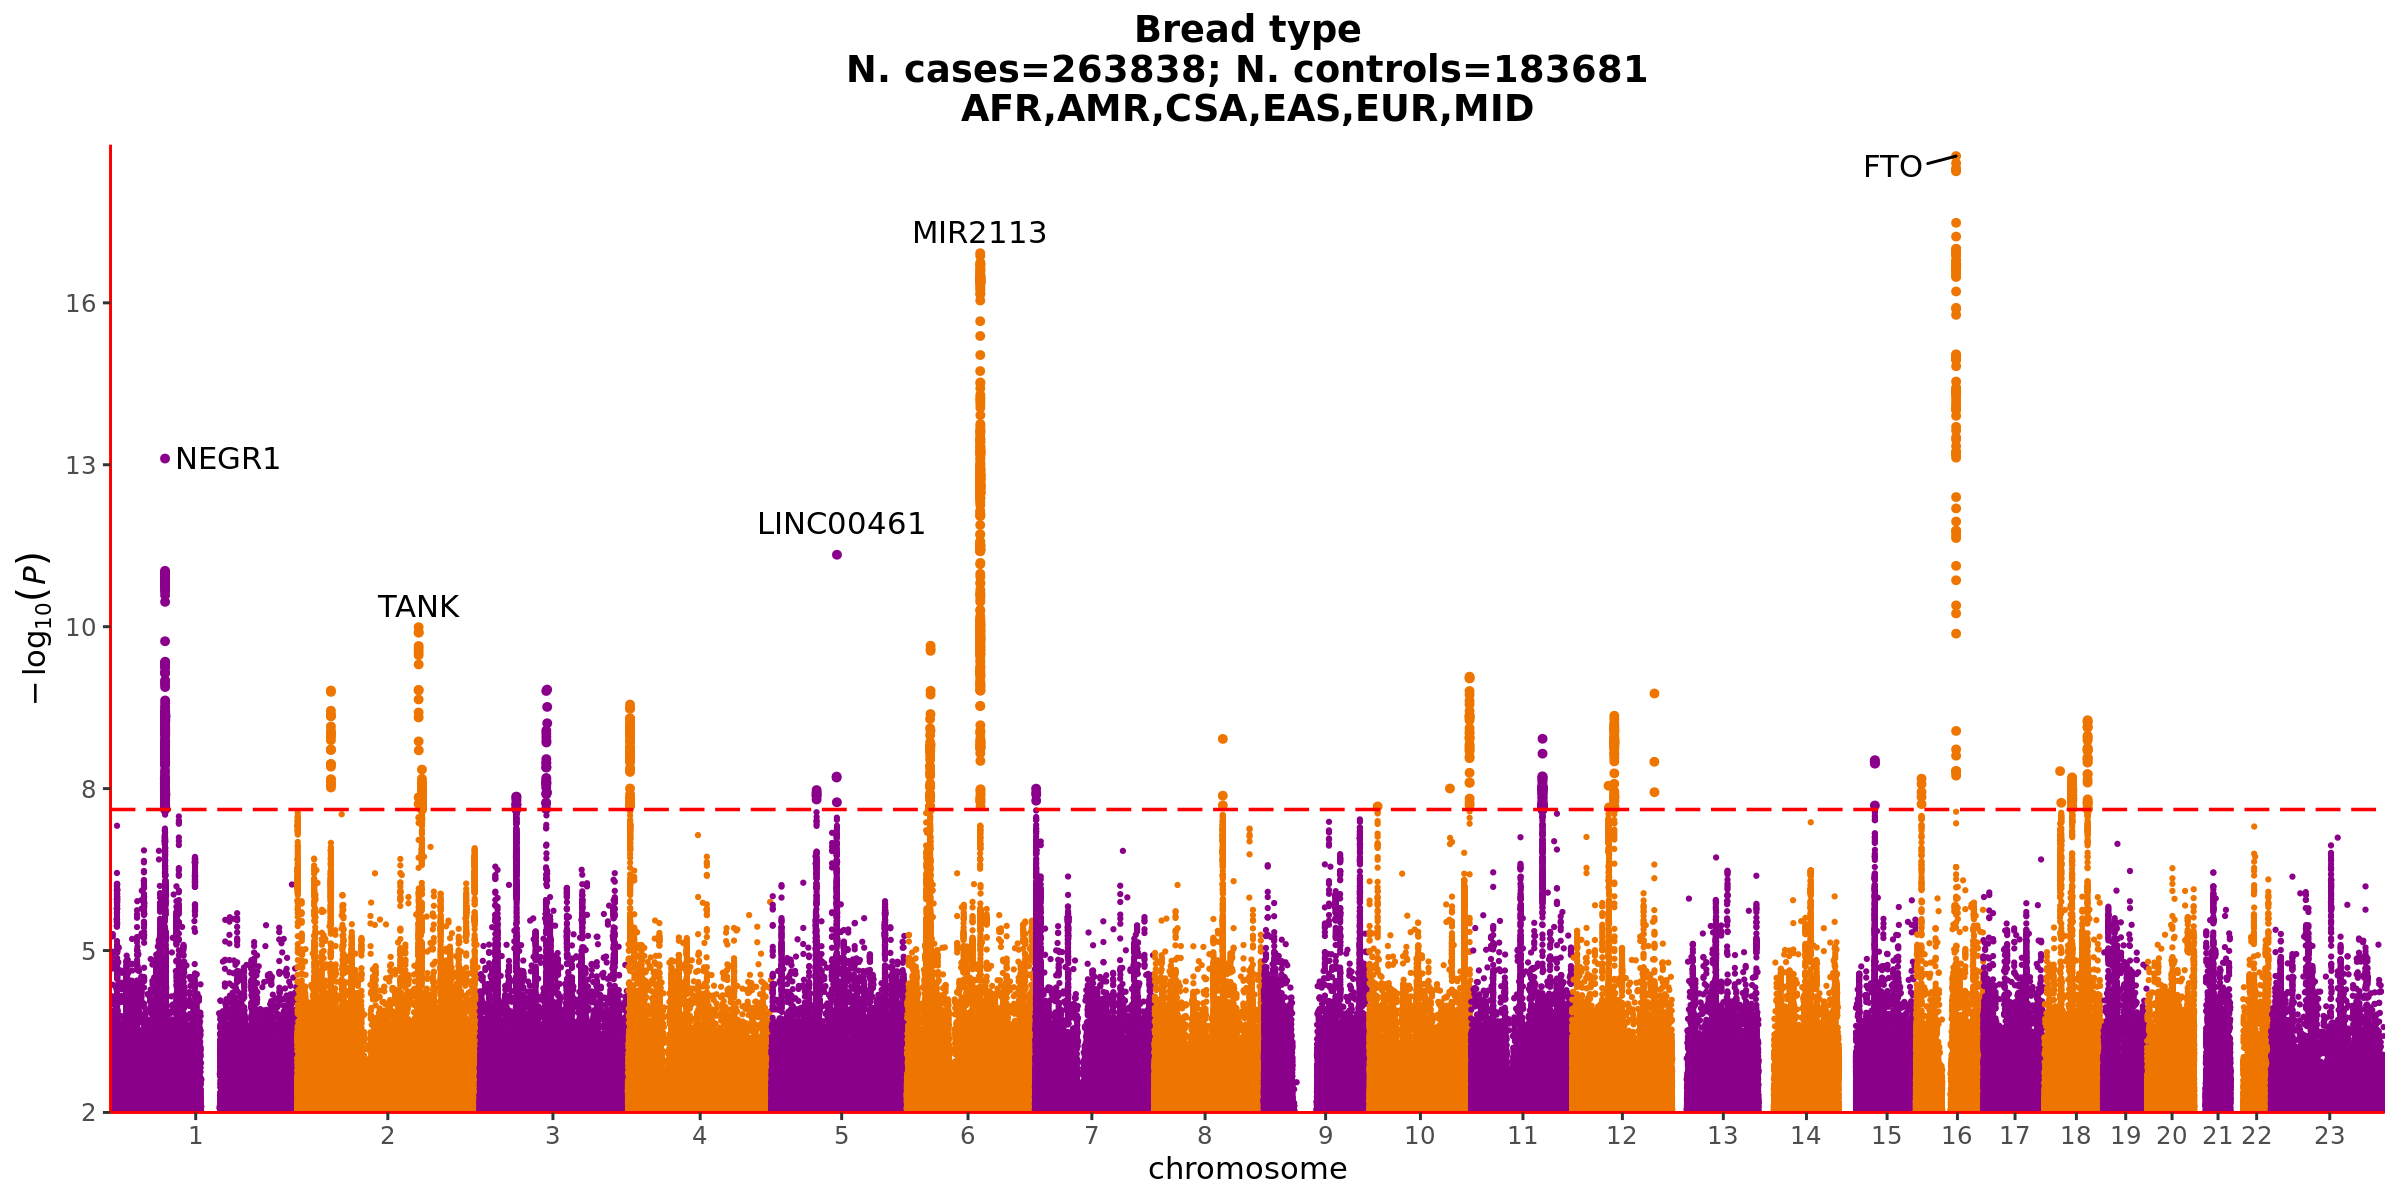 Bread type
N. cases=263838; N. controls=183681
AFR,AMR,CSA,EAS,EUR,MID
FTO
MIR2113
16
NEGR1
13
LINC00461
TANK
10
−log10(P)
8
5
2
1 2 3 4 5 6 7 8 9 10 11 12 13 14 15 16 17 18 19 20 21 22 23
chromosome